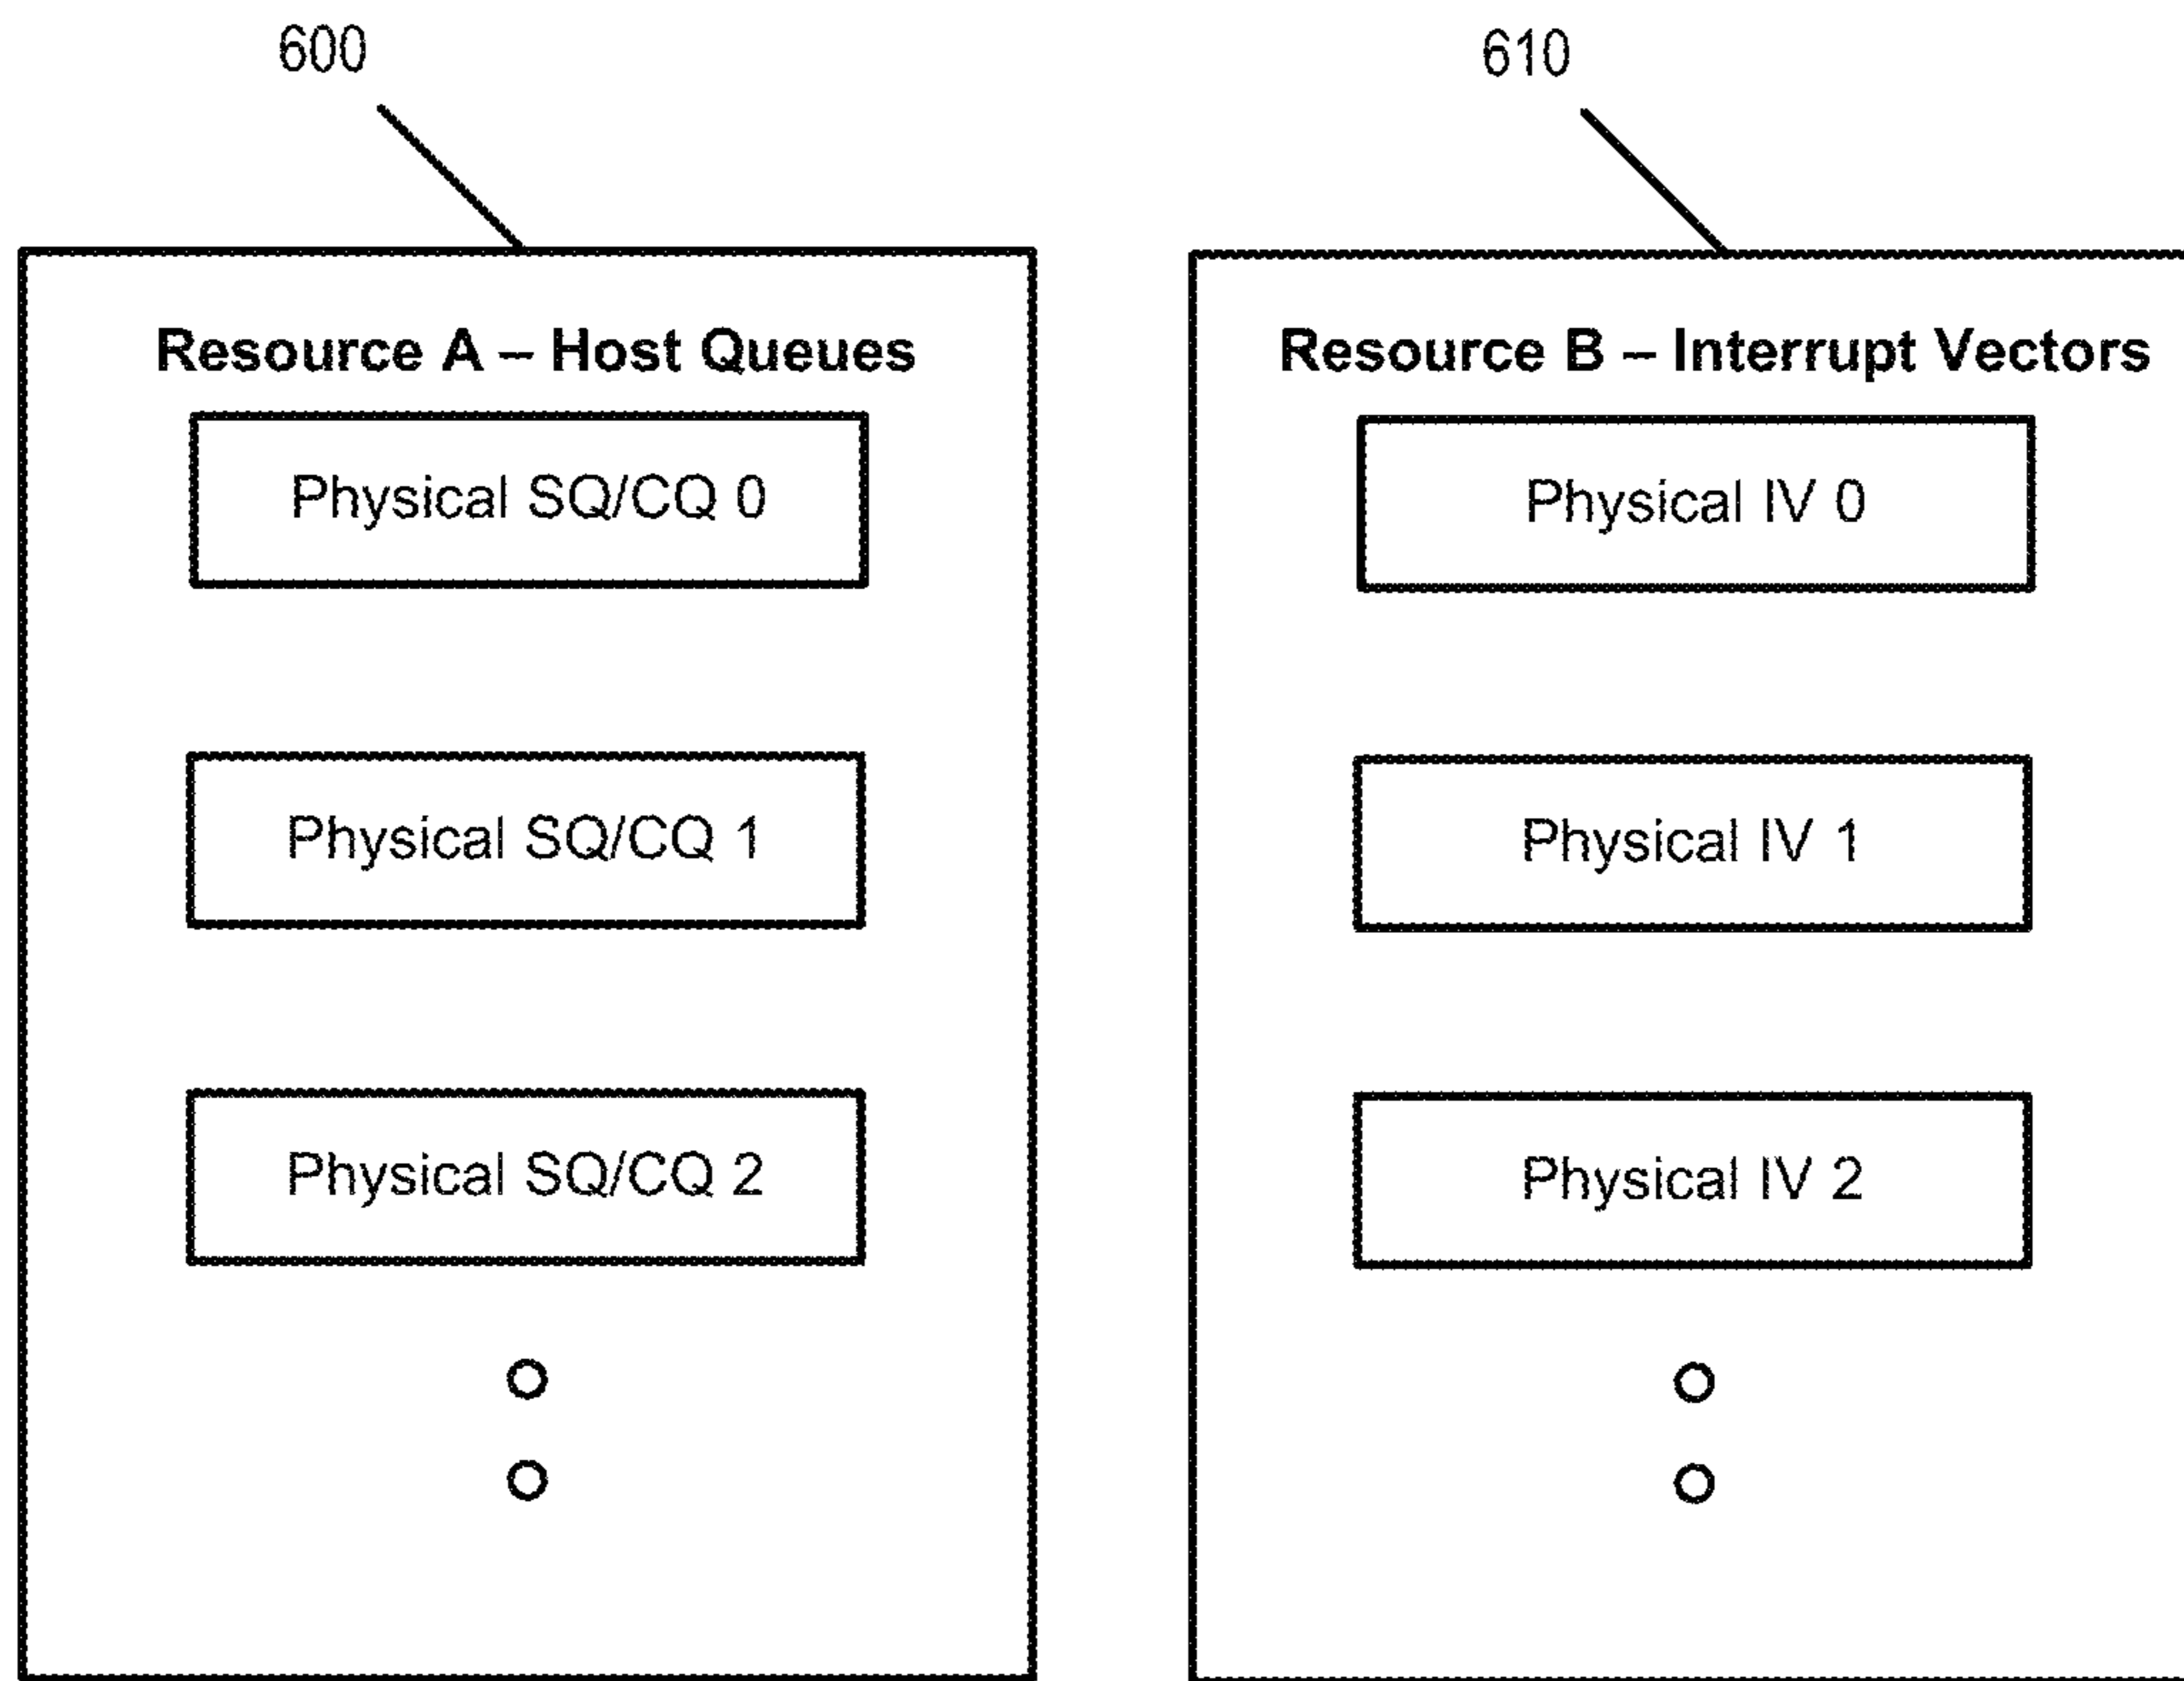 600
610
Resource A – Host Queues
Physical SQ/CQ 0
Physical SQ/CQ 1
Physical SQ/CQ 2
Resource B – Interrupt Vectors
Physical IV 0
Physical IV 1
Physical IV 2